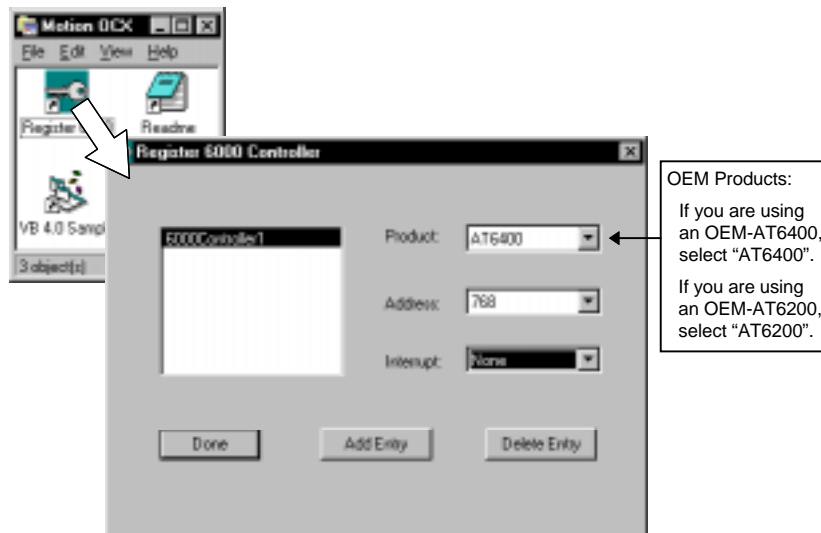 Motion OCX
File Edit View Help
Register
Readme
VB 4.0 Sampl
3 object(s)
Register 6000 Controller
6000Controller1
Product: AT6400
Address: 768
Interrupt: None
Done Add Entry Delete Entry
OEM Products:
If you are using
an OEM-AT6400,
select “AT6400”.
If you are using
an OEM-AT6200,
select “AT6200”.